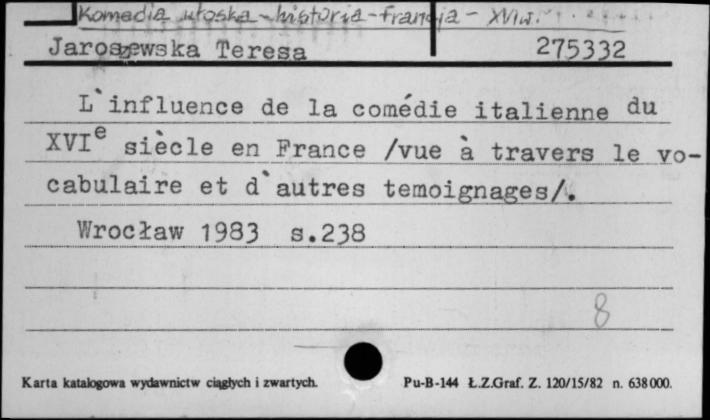 Komedia włoska - historia - Francja - XVI w.
Jaroszewska Teresa 275332
L`influence de la comédie italienne du
XVIᵉ siècle en France /vue à travers le vo-
cabulaire et d`autres temoignages/.
Wrocław 1983 s.238
8
Karta katalogowa wydawnictw ciągłych i zwartych. Pu-B-144 Ł.Z.Graf. Z. 120/15/82 n. 638000.